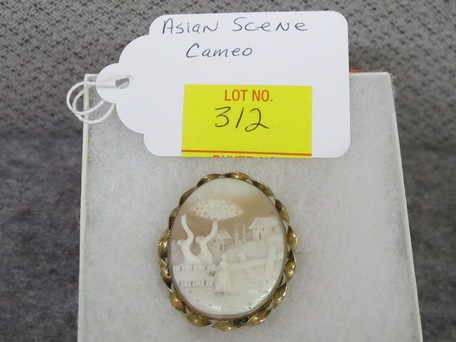 Asian Scene
Cameo
LOT NO.
312